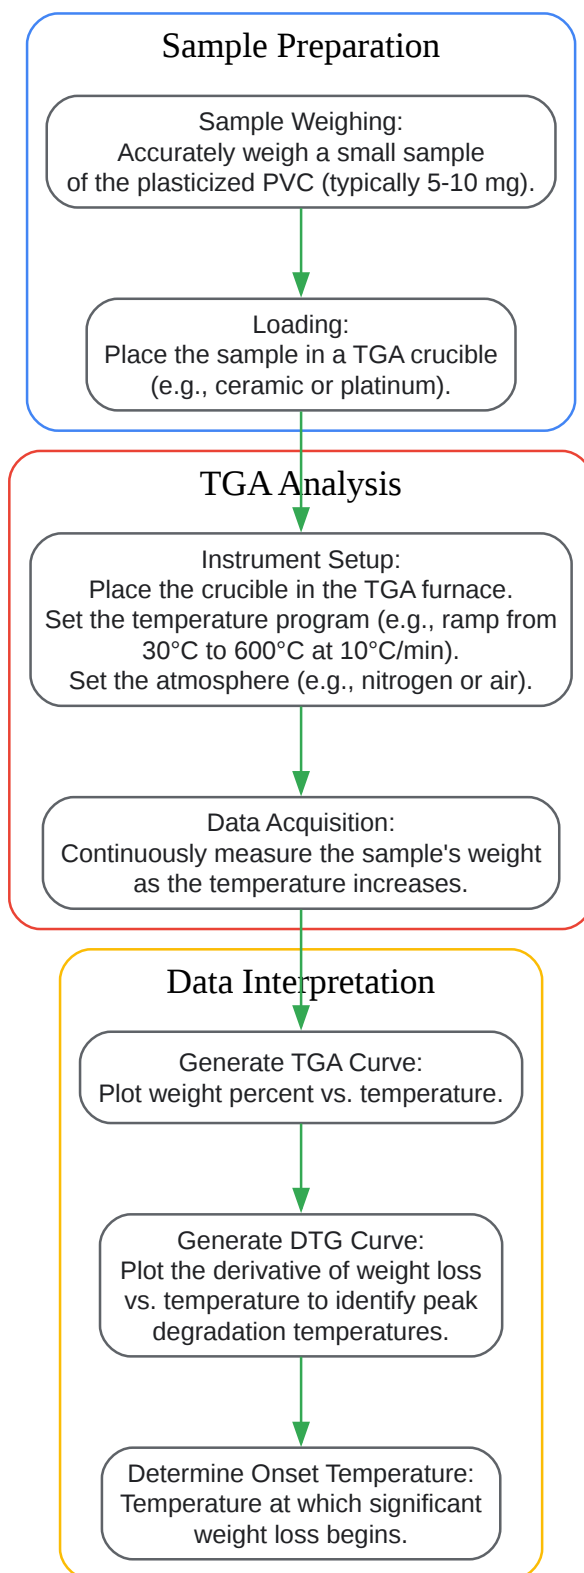 Sample Preparation
Sample Weighing:
Accurately weigh a small sample
of the plasticized PVC (typically 5-10 mg).
Loading:
Place the sample in a TGA crucible
(e.g., ceramic or platinum).
TGA Analysis
Instrument Setup:
Place the crucible in the TGA furnace.
Set the temperature program (e.g., ramp from
30°C to 600°C at 10°C/min).
Set the atmosphere (e.g., nitrogen or air).
Data Acquisition:
Continuously measure the sample's weight
as the temperature increases.
Data Interpretation
Generate TGA Curve:
Plot weight percent vs. temperature.
Generate DTG Curve:
Plot the derivative of weight loss
vs. temperature to identify peak
degradation temperatures.
Determine Onset Temperature:
Temperature at which significant
weight loss begins.